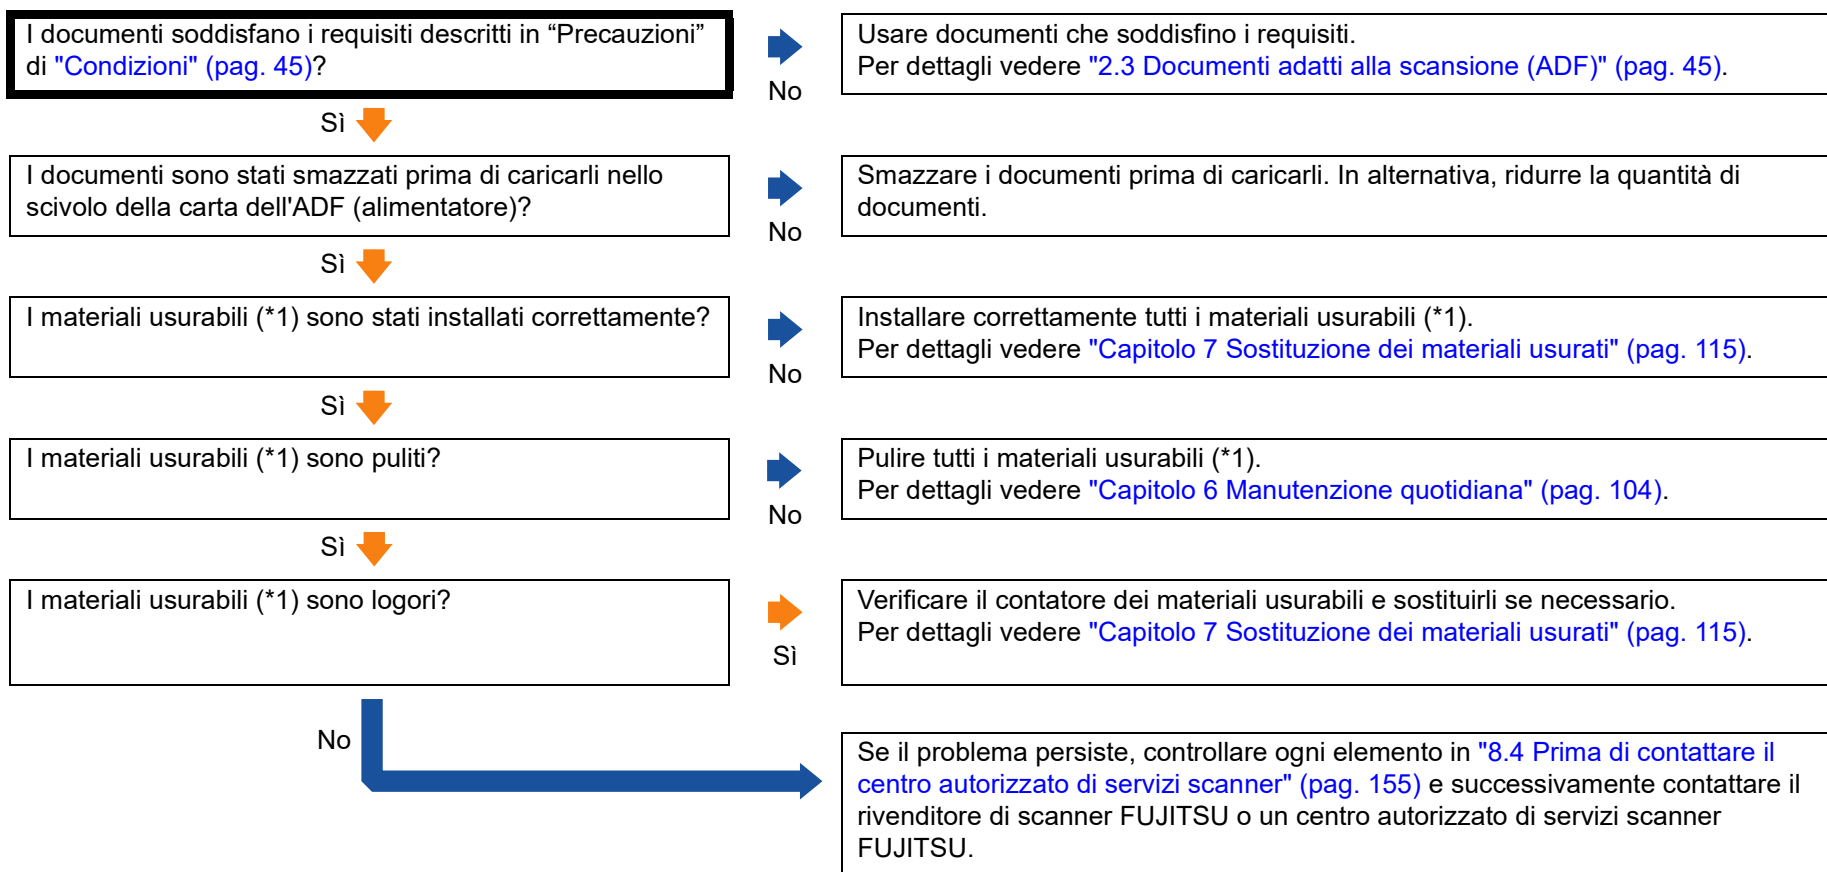 I documenti soddisfano i requisiti descritti in “Precauzioni”
di "Condizioni" (pag. 45)?
No
Usare documenti che soddisfino i requisiti.
Per dettagli vedere "2.3 Documenti adatti alla scansione (ADF)" (pag. 45).
Sì
I documenti sono stati smazzati prima di caricarli nello
scivolo della carta dell'ADF (alimentatore)?
No
Smazzare i documenti prima di caricarli. In alternativa, ridurre la quantità di
documenti.
Sì
I materiali usurabili (*1) sono stati installati correttamente?
No
Installare correttamente tutti i materiali usurabili (*1).
Per dettagli vedere "Capitolo 7 Sostituzione dei materiali usurati" (pag. 115).
Sì
I materiali usurabili (*1) sono puliti?
No
Pulire tutti i materiali usurabili (*1).
Per dettagli vedere "Capitolo 6 Manutenzione quotidiana" (pag. 104).
Sì
I materiali usurabili (*1) sono logori?
Sì
Verificare il contatore dei materiali usurabili e sostituirli se necessario.
Per dettagli vedere "Capitolo 7 Sostituzione dei materiali usurati" (pag. 115).
No
Se il problema persiste, controllare ogni elemento in "8.4 Prima di contattare il
centro autorizzato di servizi scanner" (pag. 155) e successivamente contattare il
rivenditore di scanner FUJITSU o un centro autorizzato di servizi scanner
FUJITSU.